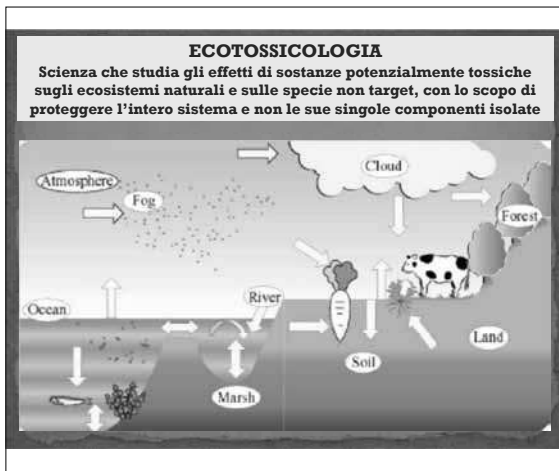 ECOTOSSICOLOGIA
Scienza che studia gli effetti di sostanze potenzialmente tossiche
sugli ecosistemi naturali e sulle specie non target, con lo scopo di
proteggere l'intero sistema e non le sue singole componenti isolate
Cloud
Atmosphere
Fog
Forest
River
Ocean
Land
Soil
Marsh